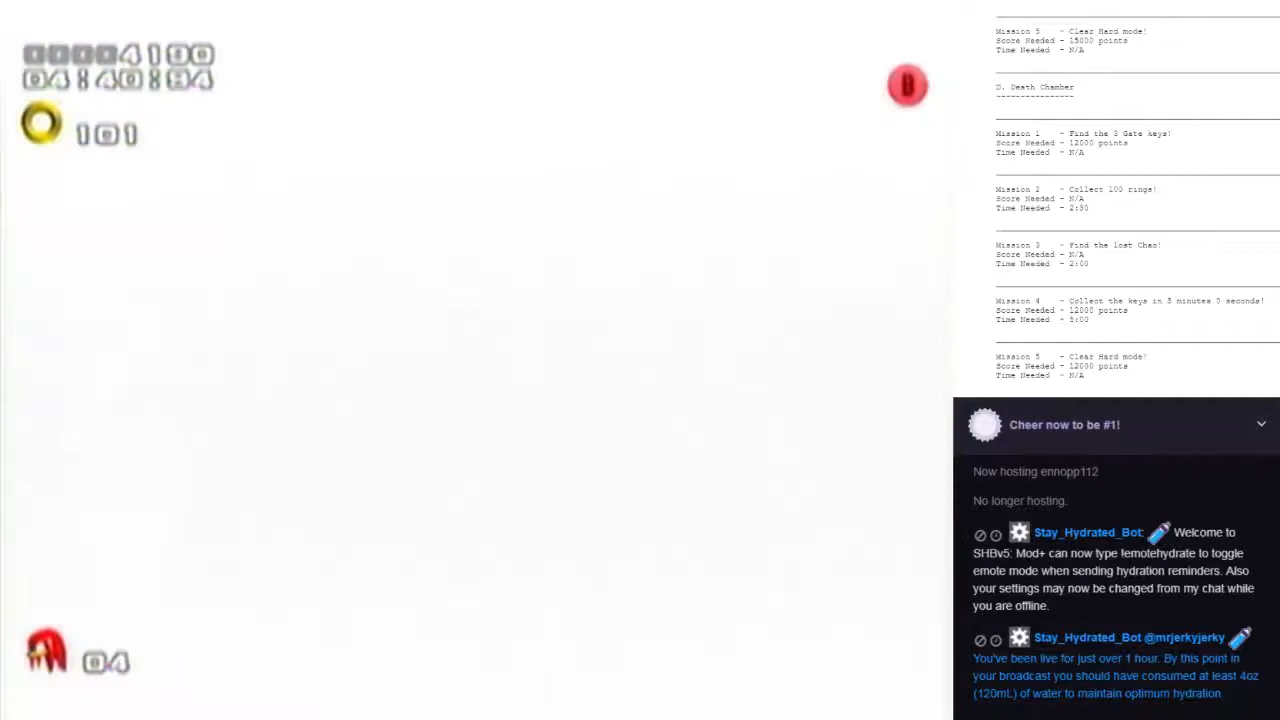 00004100
04:40:84
101
B
04
Mission 5 - Clear Hard mode!
Score Needed - 15000 points
Time Needed - N/A
D. Death Chamber
----------------
Mission 1 - Find the 3 Gate keys!
Score Needed - 12000 points
Time Needed - N/A
Mission 2 - Collect 100 rings!
Score Needed - N/A
Time Needed - 2:30
Mission 3 - Find the lost Chao!
Score Needed - N/A
Time Needed - 2:00
Mission 4 - Collect the keys in 5 minutes 0 seconds!
Score Needed - 12000 points
Time Needed - 5:00
Mission 5 - Clear Hard mode!
Score Needed - 12000 points
Time Needed - N/A
Cheer now to be #1!
Now hosting ennopp112
No longer hosting.
Stay_Hydrated_Bot: Welcome to
SHBv5: Mod+ can now type !emotehydrate to toggle
emote mode when sending hydration reminders. Also
your settings may now be changed from my chat while
you are offline.
Stay_Hydrated_Bot @mrjerkyjerky
You've been live for just over 1 hour. By this point in
your broadcast you should have consumed at least 4oz
(120mL) of water to maintain optimum hydration.